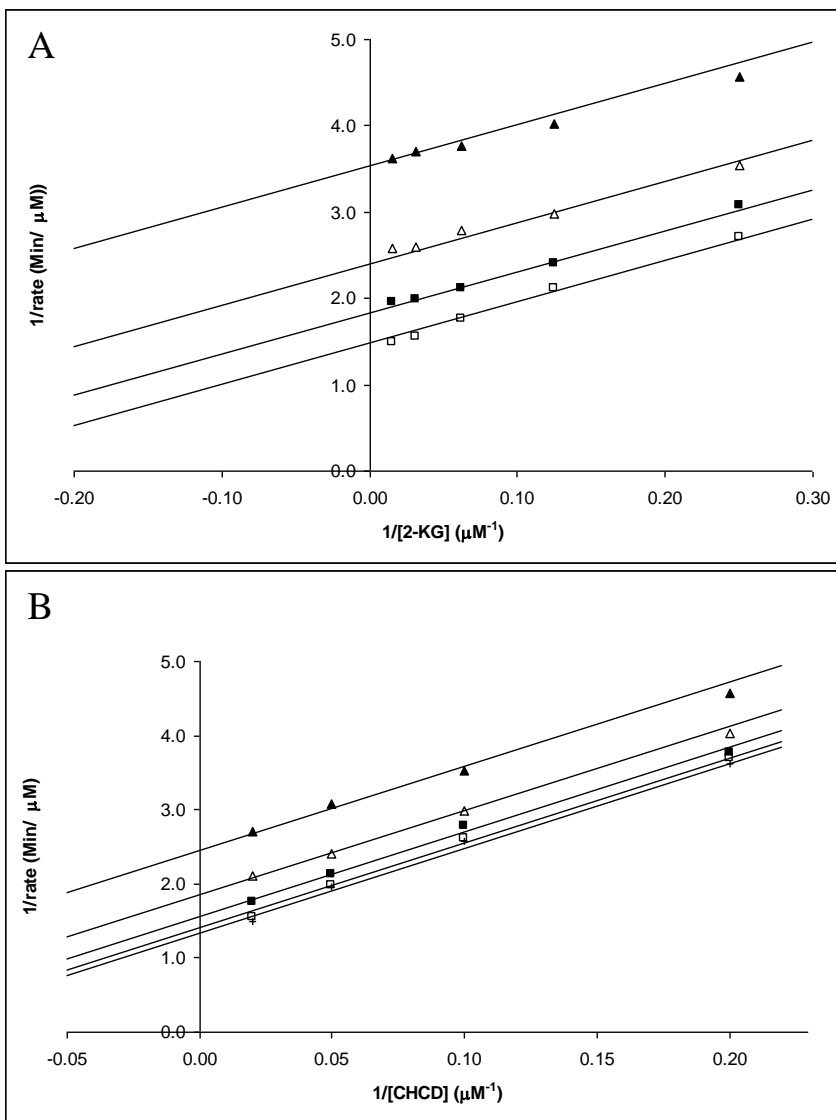 A
5.0
4.0
3.0
2.0
1.0
0.0
-0.20 -0.10 0.00 0.10 0.20 0.30
1/rate (Min/ μM))
1/[2-KG] (μM⁻¹)
B
5.0
4.0
3.0
2.0
1.0
0.0
-0.05 0.00 0.05 0.10 0.15 0.20
1/rate (Min/ μM)
1/[CHCD] (μM⁻¹)